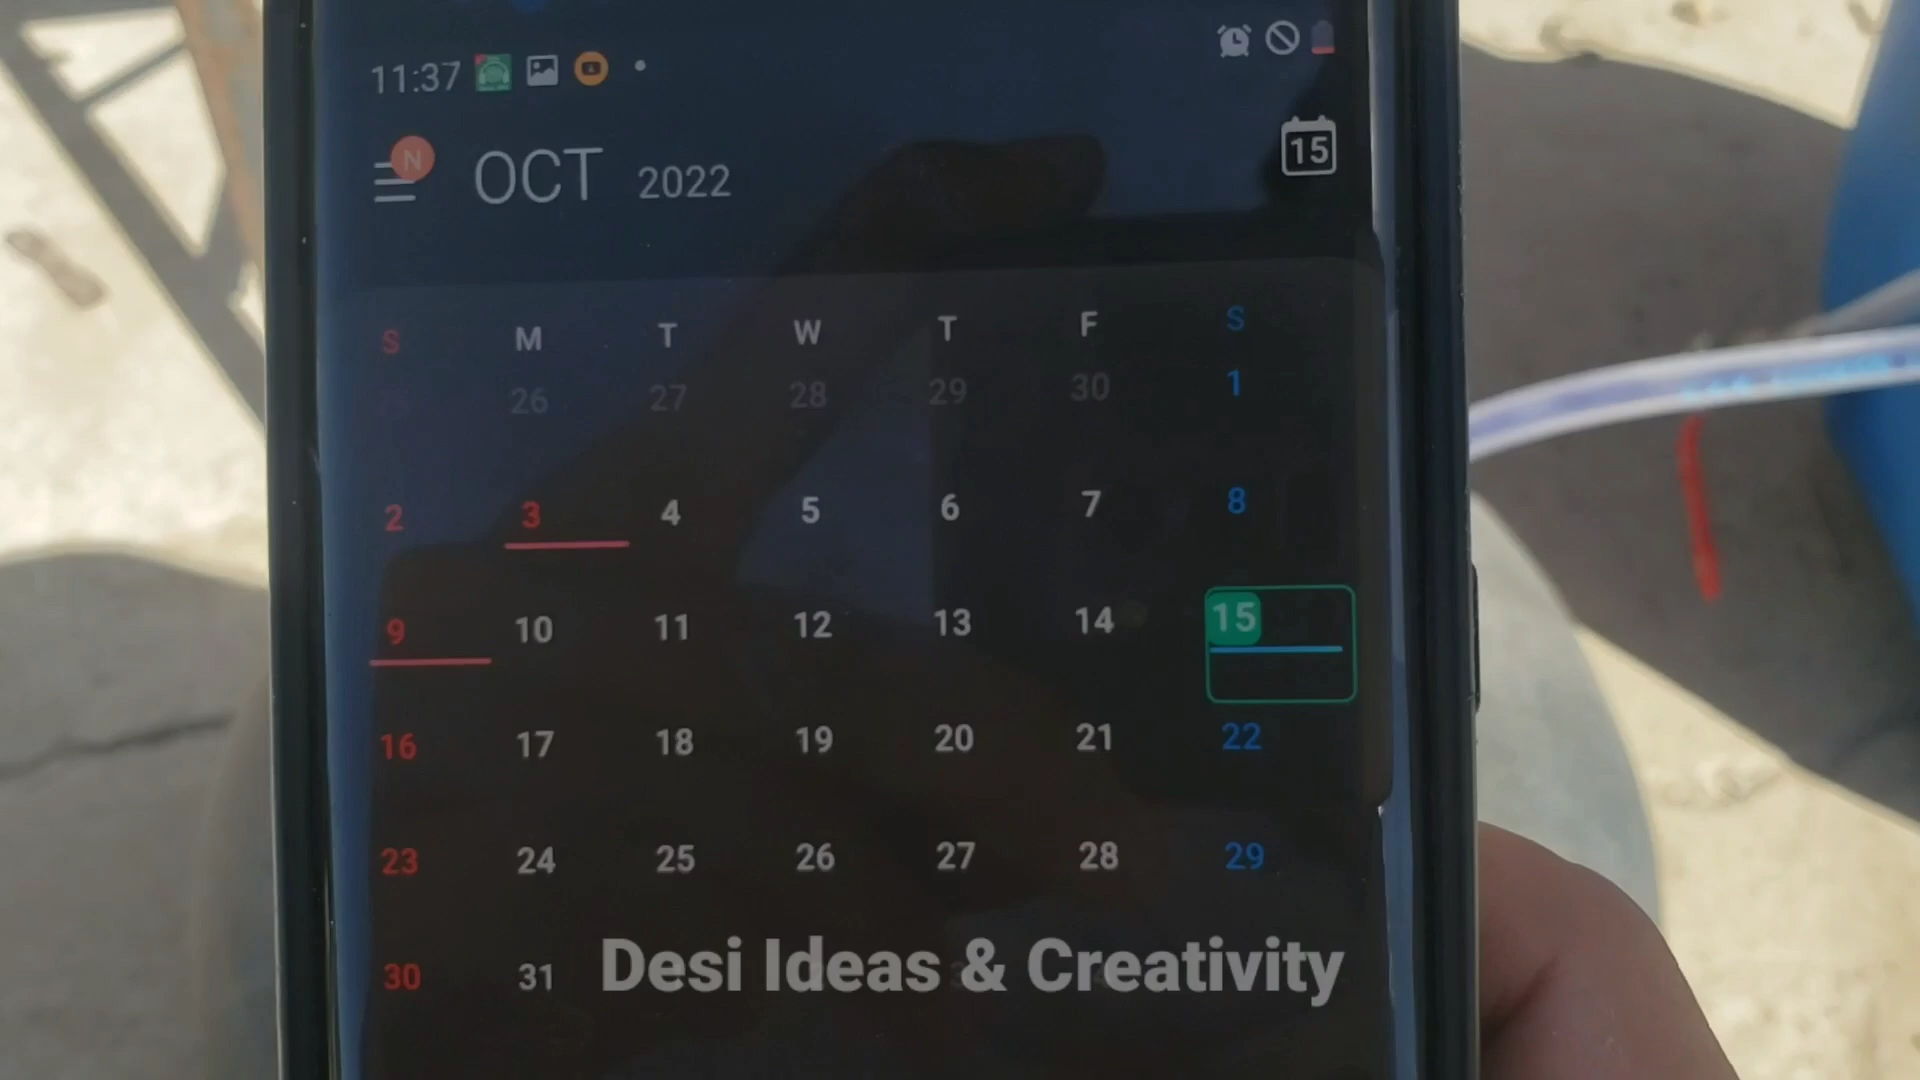 11:37
N
OCT 2022
15
S M T W T F S
26 27 28 29 30 1
2 3 4 5 6 7 8
9 10 11 12 13 14 15
16 17 18 19 20 21 22
23 24 25 26 27 28 29
30 31
Desi Ideas & Creativity